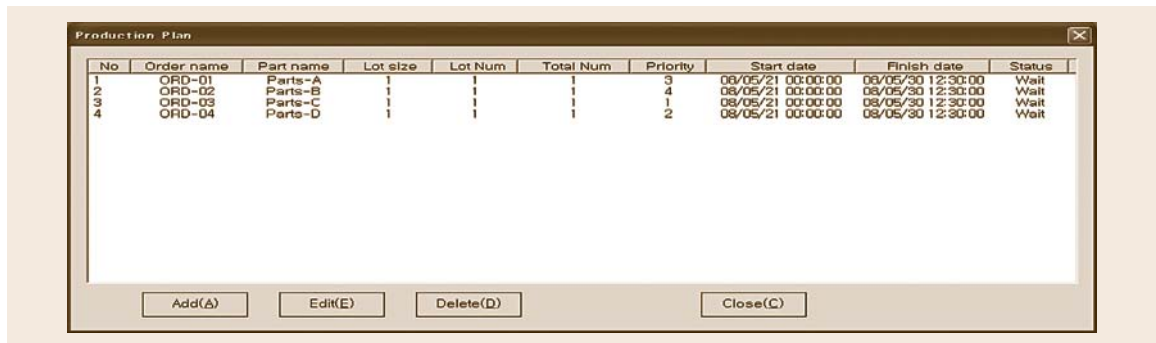 Production Plan
No Order name Part name Lot size Lot Num Total Num Priority Start date Finish date Status
1 ORD-01 Parts-A 1 1 1 3 08/05/21 00:00:00 08/05/30 12:30:00 Wait
2 ORD-02 Parts-B 1 1 1 4 08/05/21 00:00:00 08/05/30 12:30:00 Wait
3 ORD-03 Parts-C 1 1 1 1 08/05/21 00:00:00 08/05/30 12:30:00 Wait
4 ORD-04 Parts-D 1 1 1 2 08/05/21 00:00:00 08/05/30 12:30:00 Wait
Add(A) Edit(E) Delete(D) Close(C)